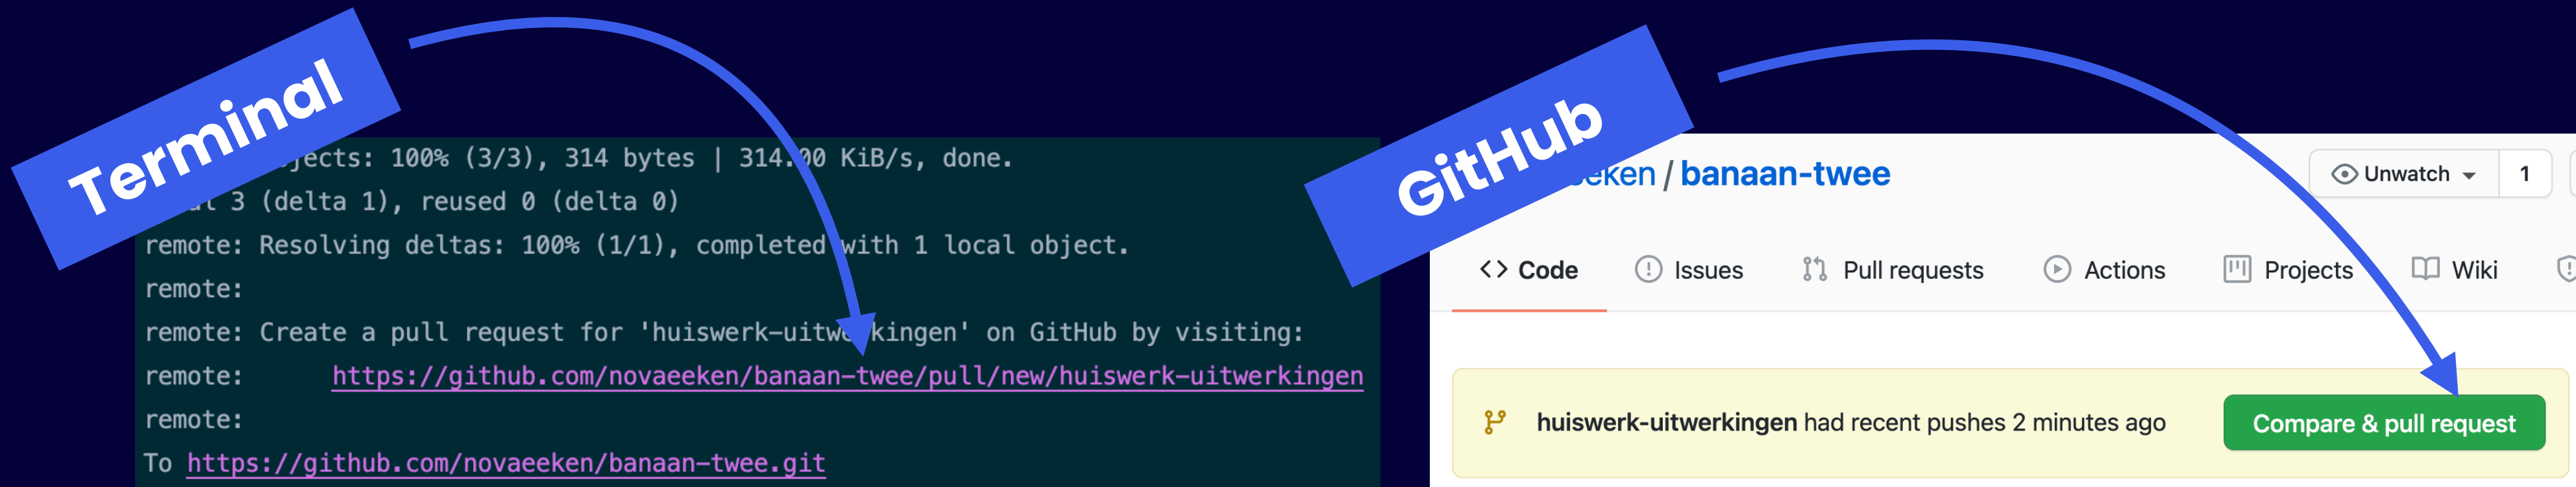 Terminal
jects: 100% (3/3), 314 bytes | 314.00 KiB/s, done.
3 (delta 1), reused 0 (delta 0)
remote: Resolving deltas: 100% (1/1), completed with 1 local object.
remote:
remote: Create a pull request for 'huiswerk-uitwerkingen' on GitHub by visiting:
remote: https://github.com/novaeeken/banaan-twee/pull/new/huiswerk-uitwerkingen
remote:
To https://github.com/novaeeken/banaan-twee.git
GitHub
eeken / banaan-twee
Unwatch 1
Code Issues Pull requests Actions Projects Wiki
huiswerk-uitwerkingen had recent pushes 2 minutes ago
Compare & pull request